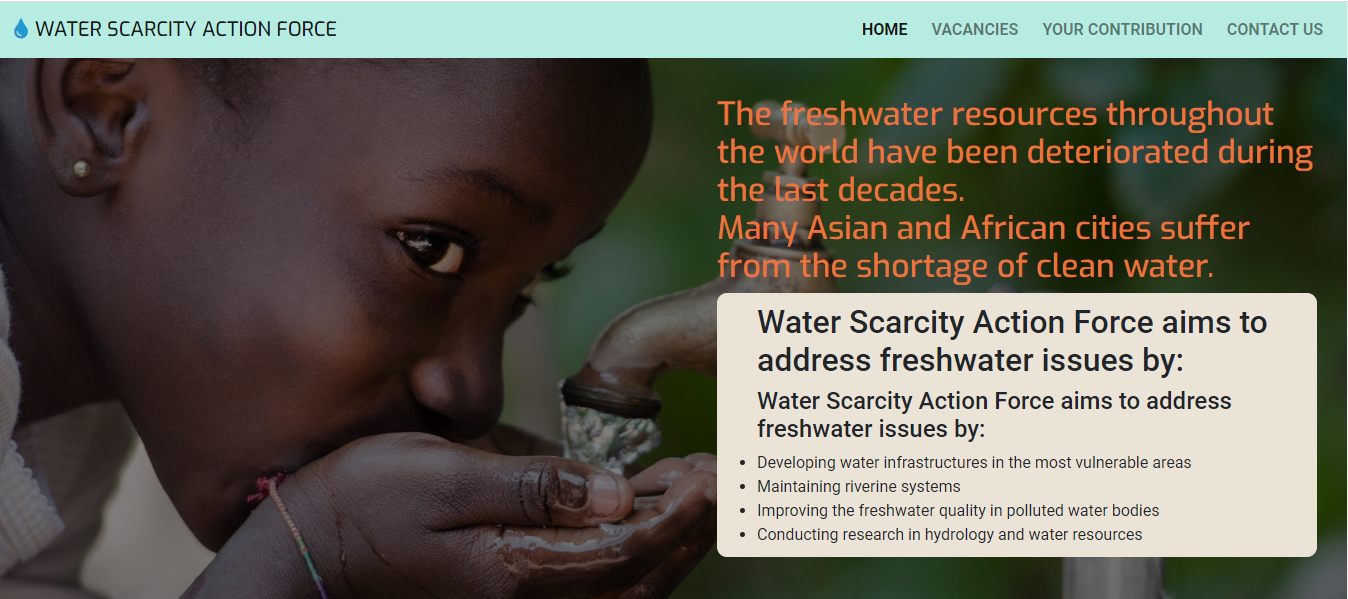 WATER SCARCITY ACTION FORCE
HOME VACANCIES YOUR CONTRIBUTION CONTACT US
The freshwater resources throughout
the world have been deteriorated during
the last decades.
Many Asian and African cities suffer
from the shortage of clean water.
Water Scarcity Action Force aims to
address freshwater issues by:
Water Scarcity Action Force aims to address
freshwater issues by:
• Developing water infrastructures in the most vulnerable areas
• Maintaining riverine systems
• Improving the freshwater quality in polluted water bodies
• Conducting research in hydrology and water resources